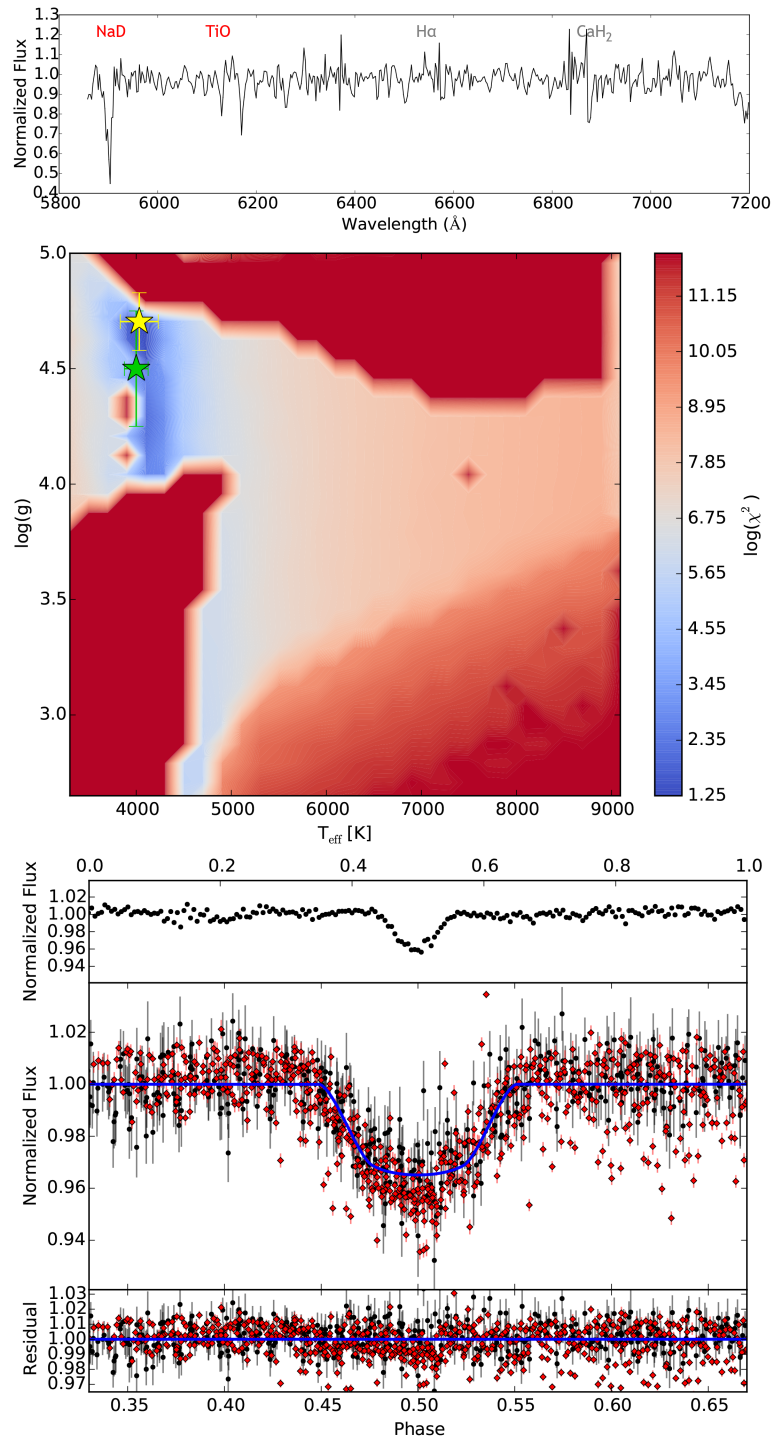 1.3
1.2
1.1
1.0
0.9
0.8
0.7
0.6
0.5
0.4
Normalized Flux
NaD
TiO
Hα
CaH2
5800 6000 6200 6400 6600 6800 7000 7200
Wavelength (Å)
5.0
4.5
4.0
3.5
3.0
log(g)
4000 5000 6000 7000 8000 9000
Teff [K]
11.15
10.05
8.95
7.85
6.75
5.65
4.55
3.45
2.35
1.25
log(χ²)
0.0 0.2 0.4 0.6 0.8 1.0
1.02
1.00
0.98
0.96
0.94
Normalized Flux
1.02
1.00
0.98
0.96
0.94
Normalized Flux
1.03
1.02
1.01
1.00
0.99
0.98
0.97
Residual
0.35 0.40 0.45 0.50 0.55 0.60 0.65
Phase